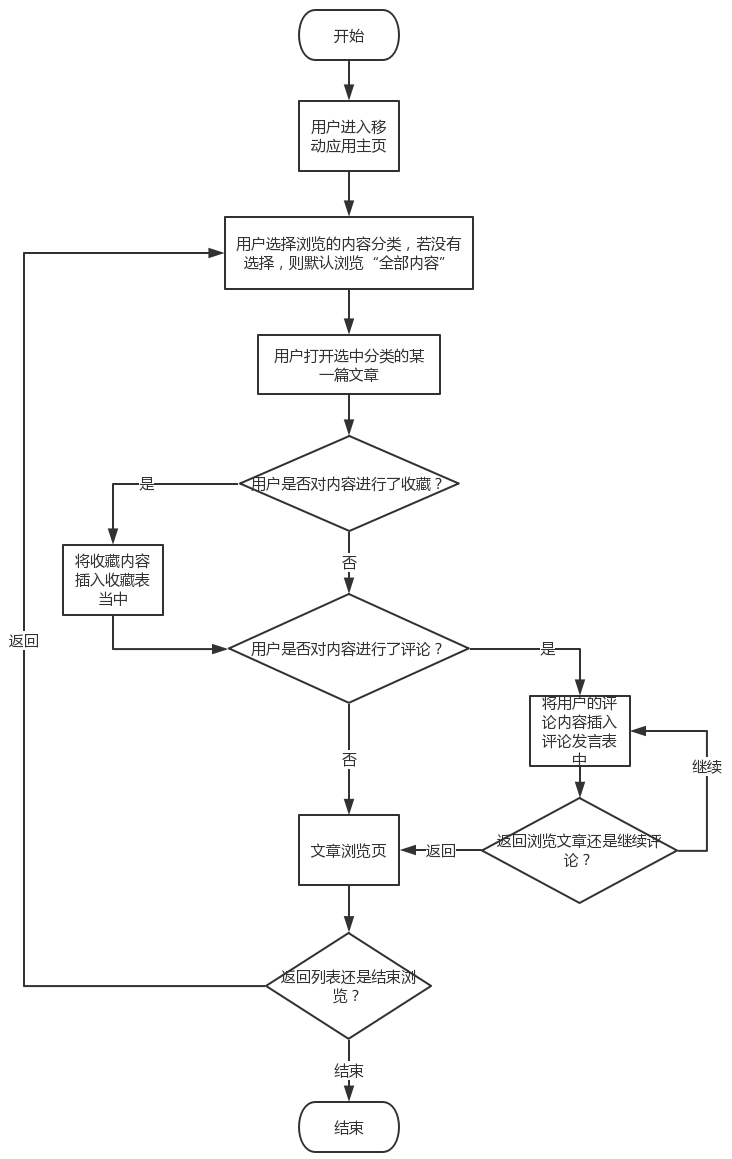 开始
用户进入移
动应用主页
用户选择浏览的内容分类，若没有
选择，则默认浏览“全部内容”
用户打开选中分类的某
一篇文章
用户是否对内容进行了收藏？
是
将收藏内容
插入收藏表
当中
否
用户是否对内容进行了评论？
是
返回
将用户的评
论内容插入
评论发言表
中
否
继续
返回浏览文章还是继续评
论？
返回
文章浏览页
返回列表还是结束浏
览？
结束
结束